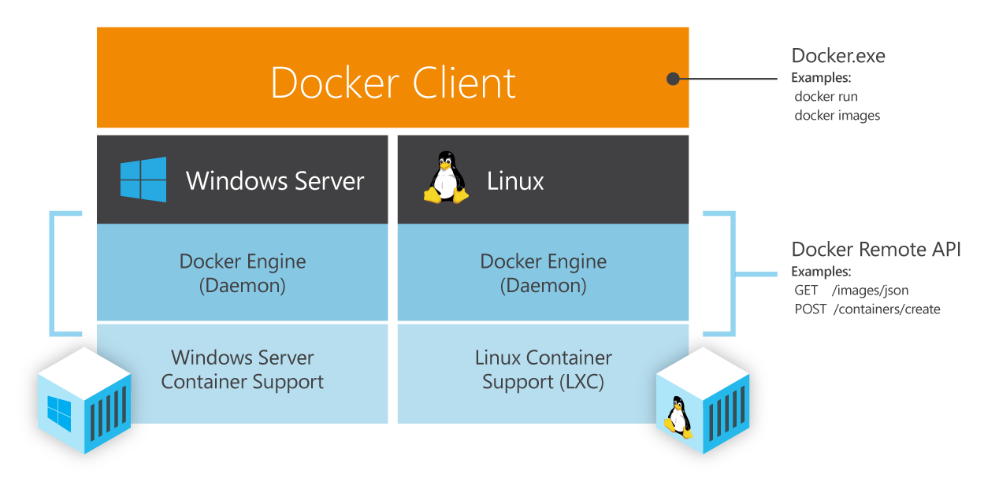 Docker Client
Docker.exe
Examples:
docker run
docker images
Windows Server
Linux
Docker Engine
(Daemon)
Docker Engine
(Daemon)
Docker Remote API
Examples:
GET /images/json
POST /containers/create
Windows Server
Container Support
Linux Container
Support (LXC)